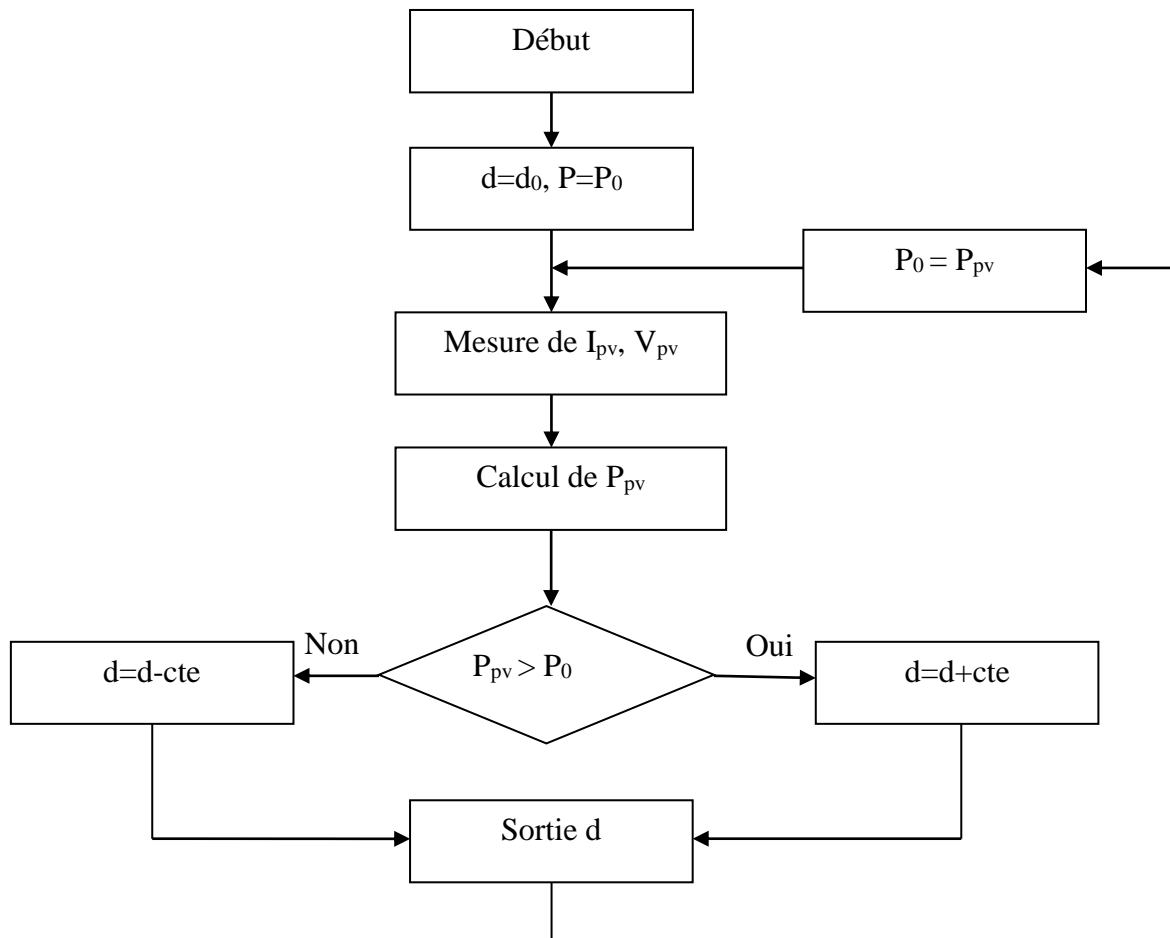 Début
d=d₀, P=P₀
P₀ = Pₚᵥ
Mesure de Iₚᵥ, Vₚᵥ
Calcul de Pₚᵥ
Non
Oui
d=d-cte
Pₚᵥ > P₀
d=d+cte
Sortie d